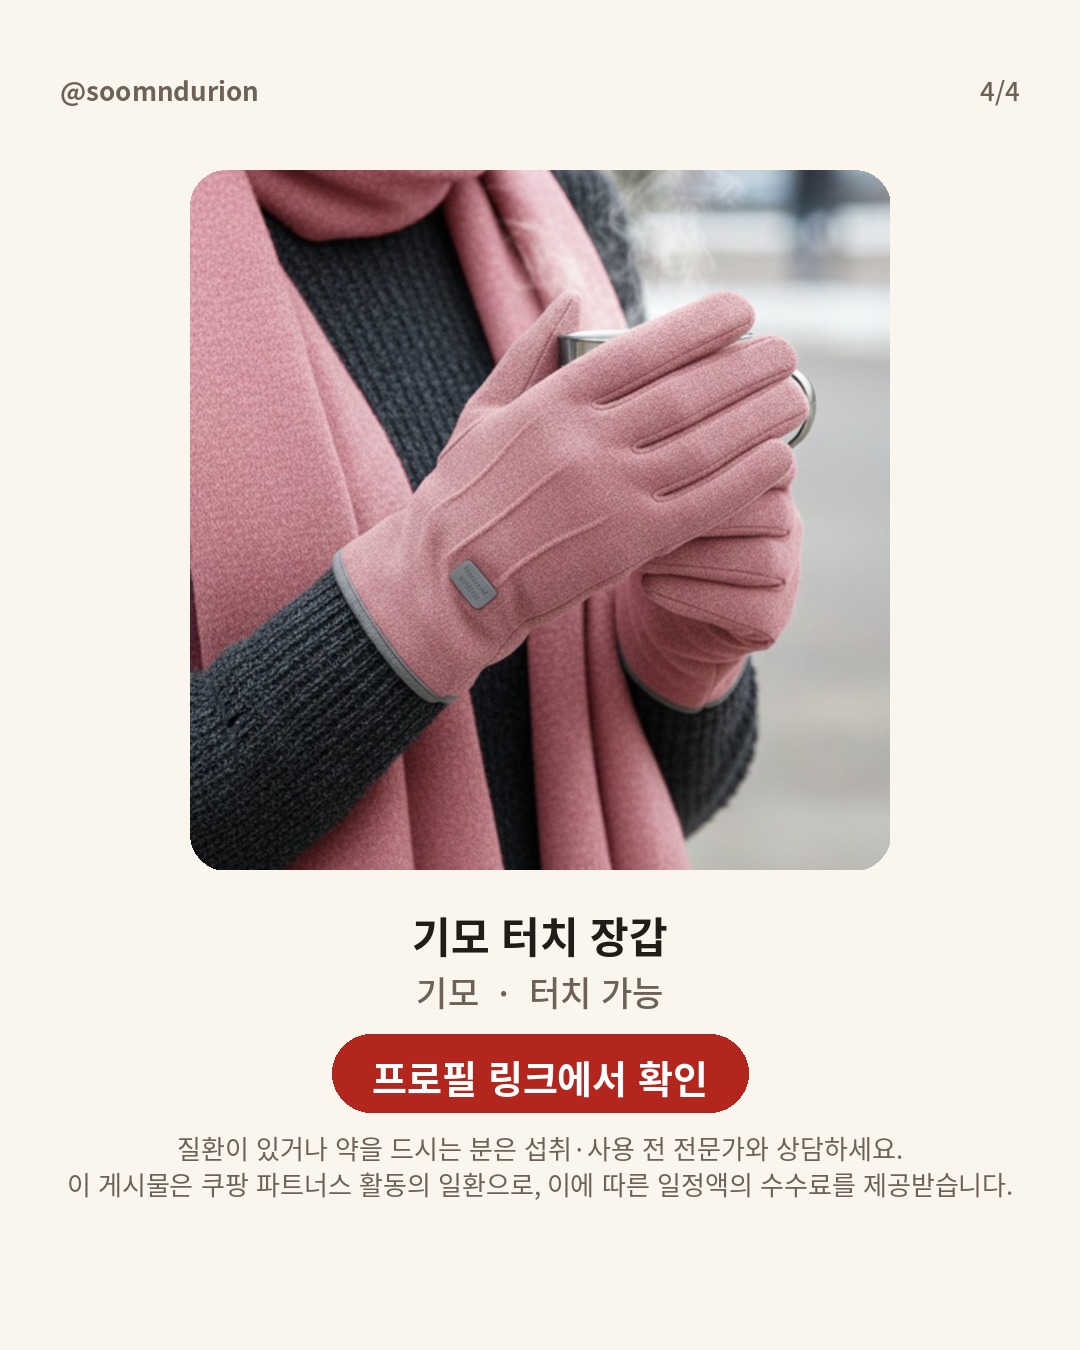 @soomndurion
4/4
기모 터치 장갑
기모 · 터치 가능
프로필 링크에서 확인
질환이 있거나 약을 드시는 분은 섭취·사용 전 전문가와 상담하세요.
이 게시물은 쿠팡 파트너스 활동의 일환으로, 이에 따른 일정액의 수수료를 제공받습니다.